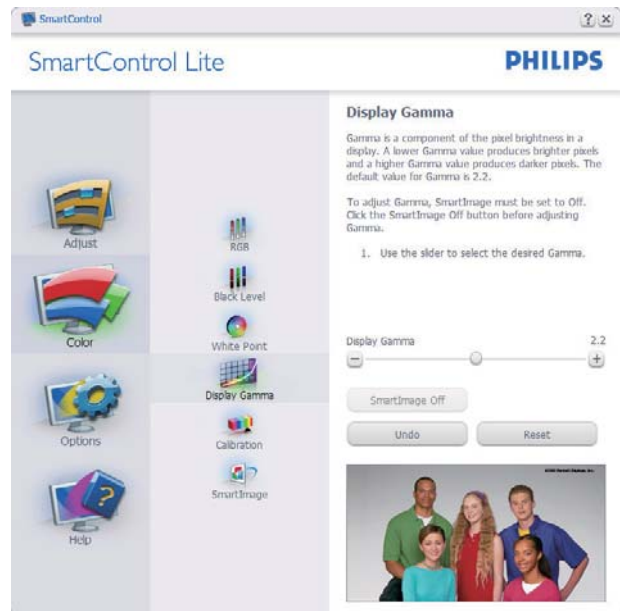 SmartControl
SmartControl Lite
PHILIPS
Adjust
Color
Options
Help
RGB
Black Level
White Point
Display Gamma
Calibration
SmartImage
Display Gamma
Gamma is a component of the pixel brightness in a
display. A lower Gamma value produces brighter pixels
and a higher Gamma value produces darker pixels. The
default value for Gamma is 2.2.
To adjust Gamma, SmartImage must be set to Off.
Click the SmartImage Off button before adjusting
Gamma.
1. Use the slider to select the desired Gamma.
Display Gamma 2.2
SmartImage Off
Undo Reset